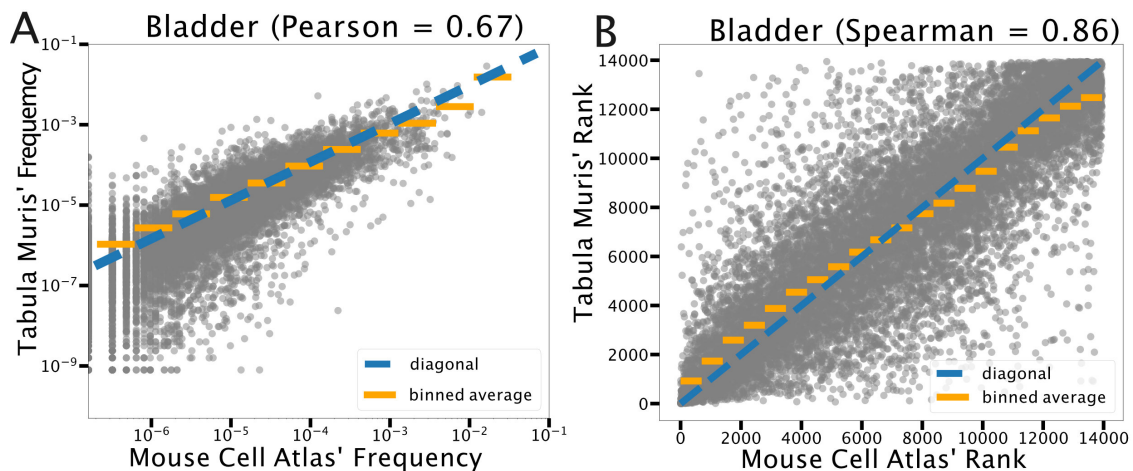 A
Bladder (Pearson = 0.67)
Tabula Muris' Frequency
10⁻¹
10⁻³
10⁻⁵
10⁻⁷
10⁻⁹
diagonal
binned average
10⁻⁶ 10⁻⁵ 10⁻⁴ 10⁻³ 10⁻² 10⁻¹
Mouse Cell Atlas' Frequency
B
Bladder (Spearman = 0.86)
Tabula Muris' Rank
14000
12000
10000
8000
6000
4000
2000
0
diagonal
binned average
0 2000 4000 6000 8000 10000 12000 14000
Mouse Cell Atlas' Rank